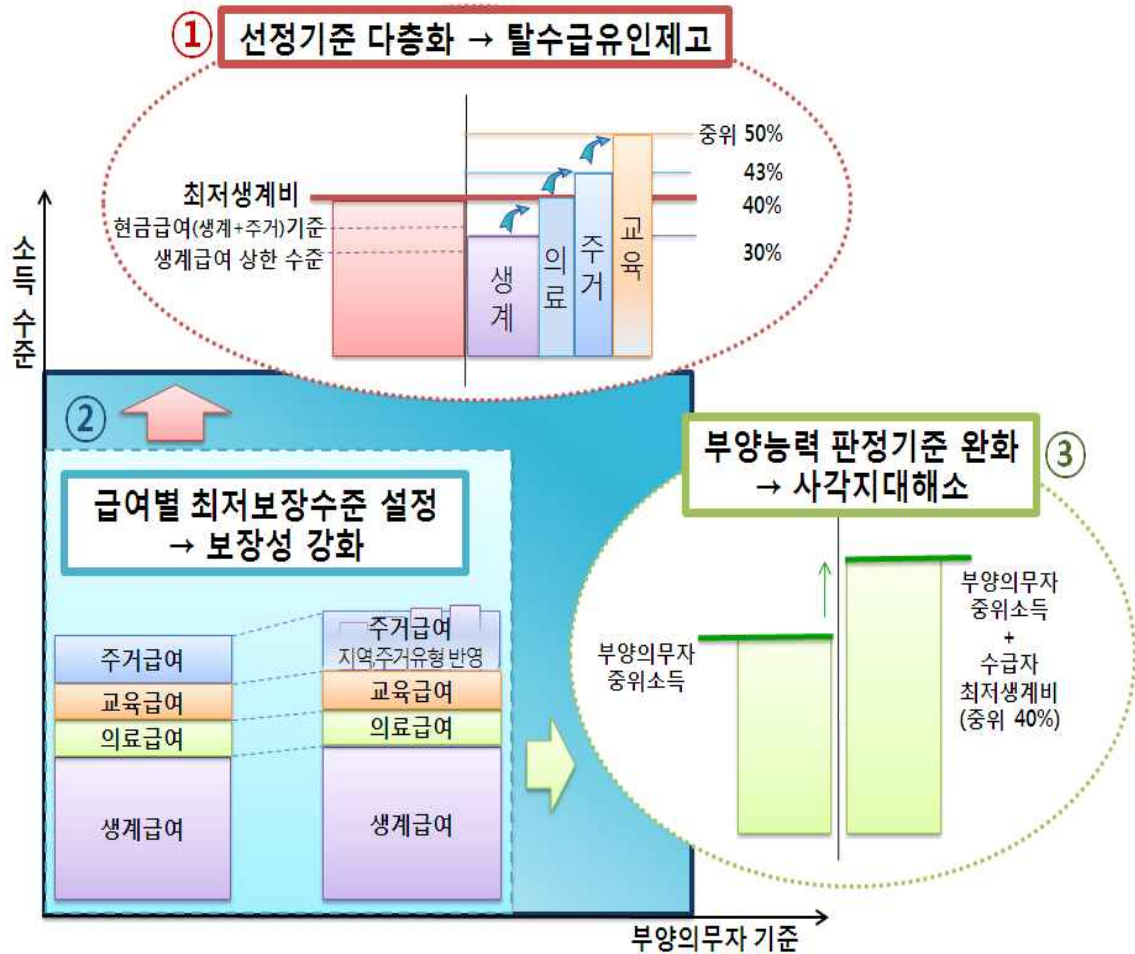 ① 선정기준 다층화 → 탈수급유인제고
중위 50%
43%
40%
30%
최저생계비
현금급여(생계+주거)기준
생계급여 상한 수준
생계
의료
주거
교육
소득 수준
②
급여별 최저보장수준 설정
→ 보장성 강화
주거급여
교육급여
의료급여
생계급여
주거급여
지역,주거유형 반영
교육급여
의료급여
생계급여
부양능력 판정기준 완화
→ 사각지대해소
③
부양의무자
중위소득
부양의무자
중위소득
+
수급자
최저생계비
(중위 40%)
부양의무자 기준